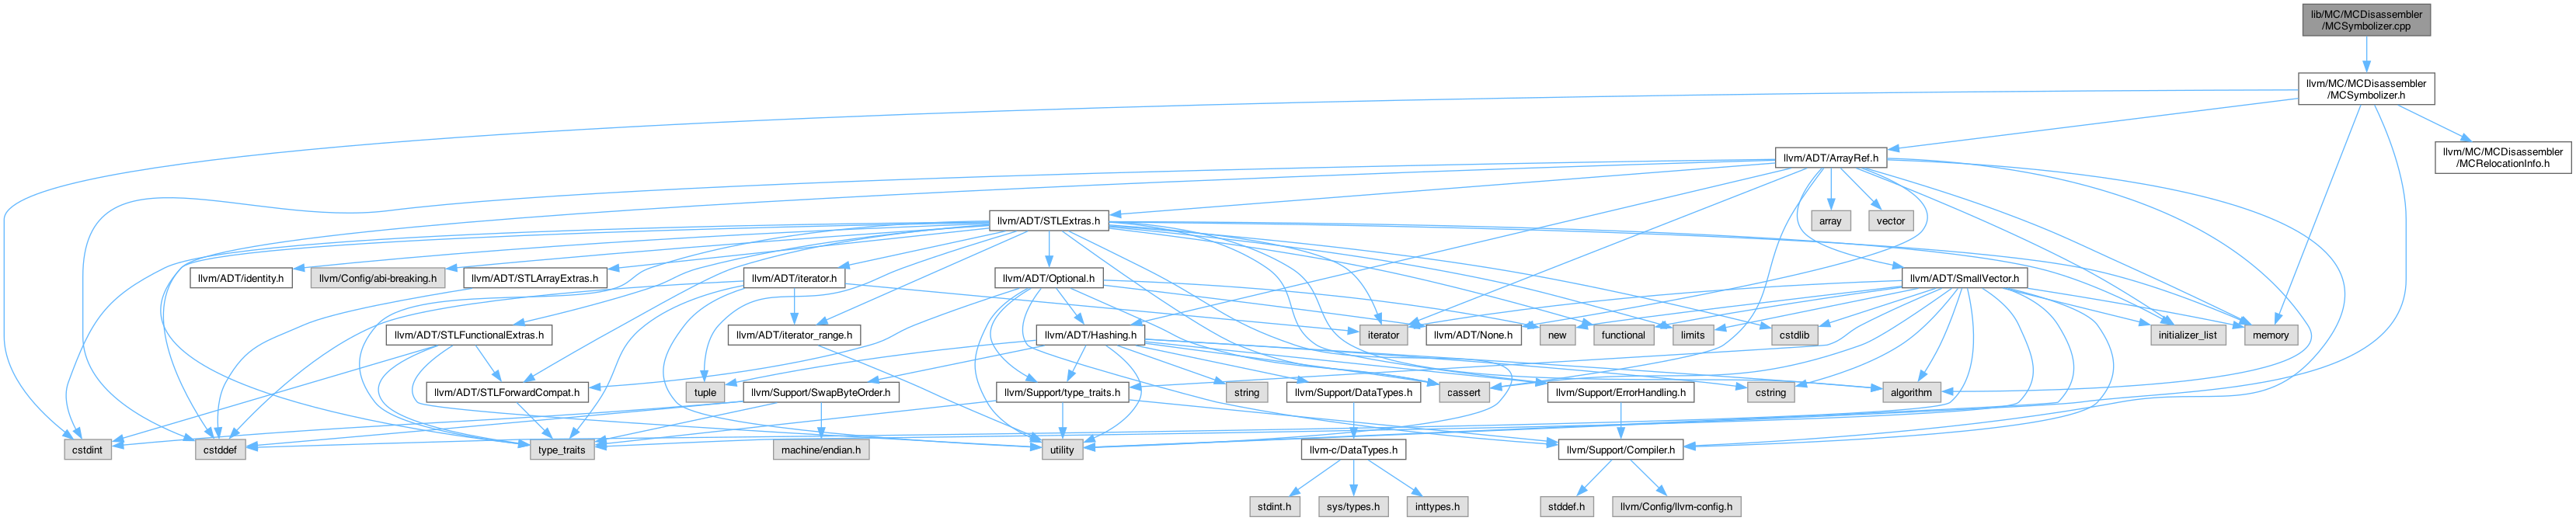 lib/MC/MCDisassembler
/MCSymbolizer.cpp
llvm/MC/MCDisassembler
/MCSymbolizer.h
llvm/ADT/ArrayRef.h
llvm/MC/MCDisassembler
/MCRelocationInfo.h
llvm/ADT/STLExtras.h
array
vector
llvm/ADT/identity.h
llvm/Config/abi-breaking.h
llvm/ADT/STLArrayExtras.h
llvm/ADT/iterator.h
llvm/ADT/Optional.h
llvm/ADT/SmallVector.h
llvm/ADT/STLFunctionalExtras.h
llvm/ADT/iterator_range.h
llvm/ADT/Hashing.h
iterator
llvm/ADT/None.h
new
functional
limits
cstdlib
initializer_list
memory
llvm/ADT/STLForwardCompat.h
tuple
llvm/Support/SwapByteOrder.h
llvm/Support/type_traits.h
string
llvm/Support/DataTypes.h
cassert
llvm/Support/ErrorHandling.h
cstring
algorithm
cstdint
cstddef
type_traits
machine/endian.h
utility
llvm-c/DataTypes.h
llvm/Support/Compiler.h
stdint.h
sys/types.h
inttypes.h
stddef.h
llvm/Config/llvm-config.h